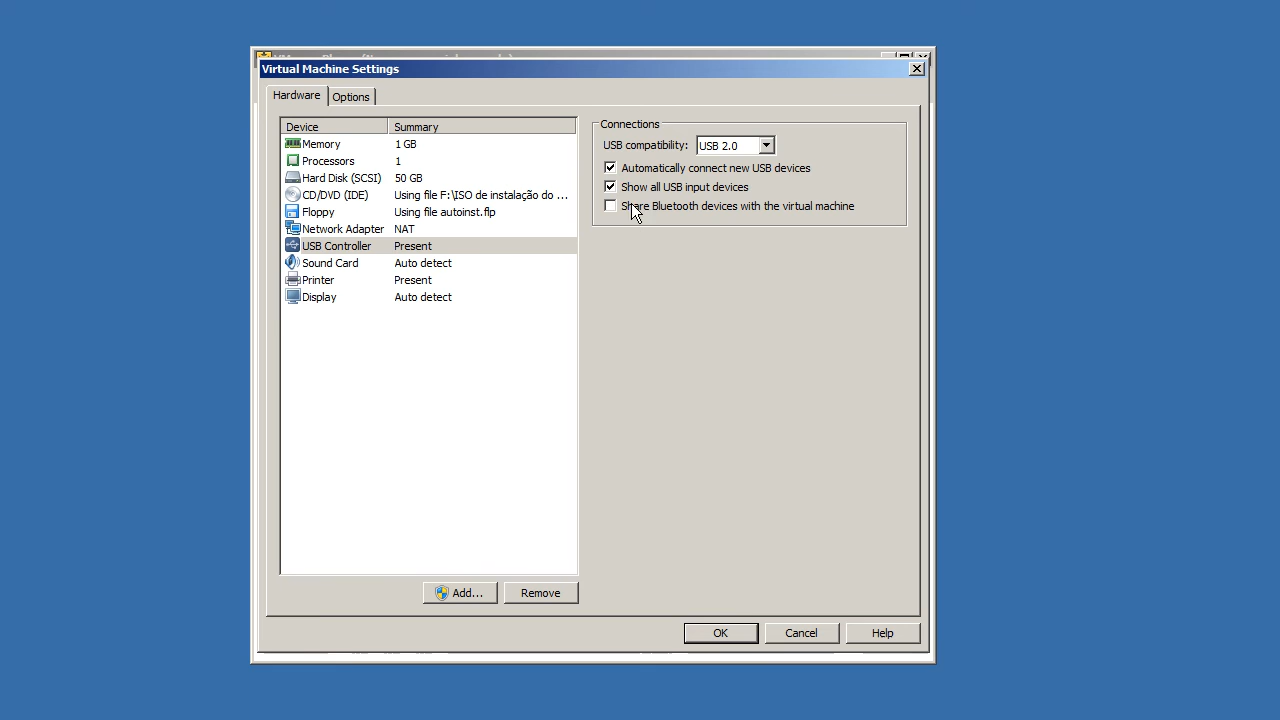 Virtual Machine Settings
Hardware Options
Device Summary
Memory 1 GB
Processors 1
Hard Disk (SCSI) 50 GB
CD/DVD (IDE) Using file F:\ISO de instalação do ...
Floppy Using file autoinst.flp
Network Adapter NAT
USB Controller Present
Sound Card Auto detect
Printer Present
Display Auto detect
Add... Remove
Connections
USB compatibility: USB 2.0
Automatically connect new USB devices
Show all USB input devices
Share Bluetooth devices with the virtual machine
OK Cancel Help